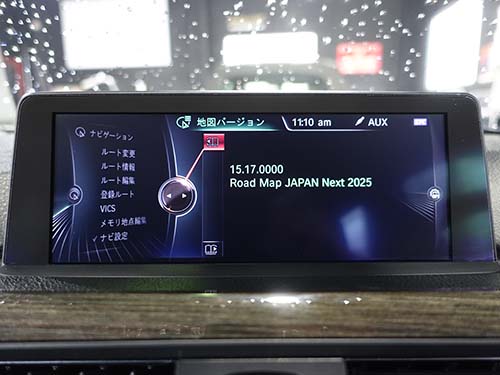 地図バージョン 11:10 am AUX
ナビゲーション
ルート変更
ルート情報
ルート編集
登録ルート
VICS
メモリ地点編集
✓ ナビ設定
15.17.0000
Road Map JAPAN Next 2025